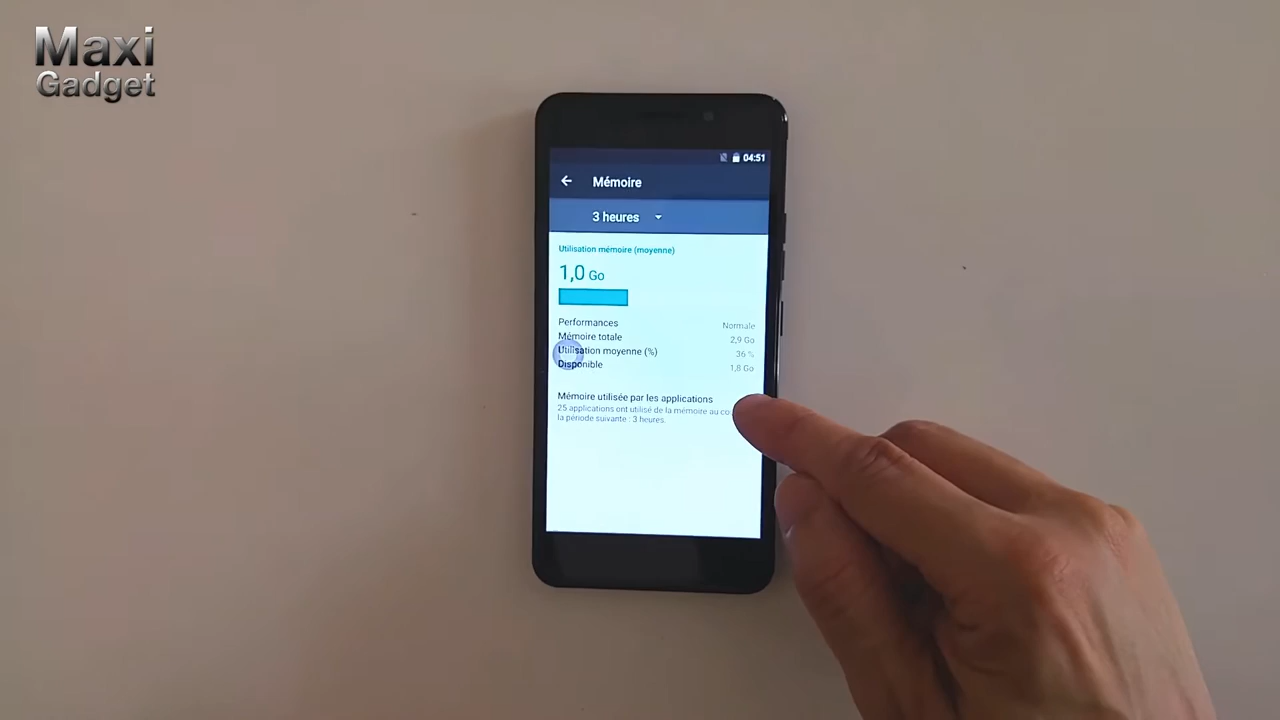 Maxi
Gadget
04:51
Mémoire
3 heures
Utilisation mémoire (moyenne)
1,0 Go
Performances Normale
Mémoire totale 2,9 Go
Utilisation moyenne (%) 36 %
Disponible 1,8 Go
Mémoire utilisée par les applications
25 applications ont utilisé de la mémoire au
la période suivante : 3 heures.